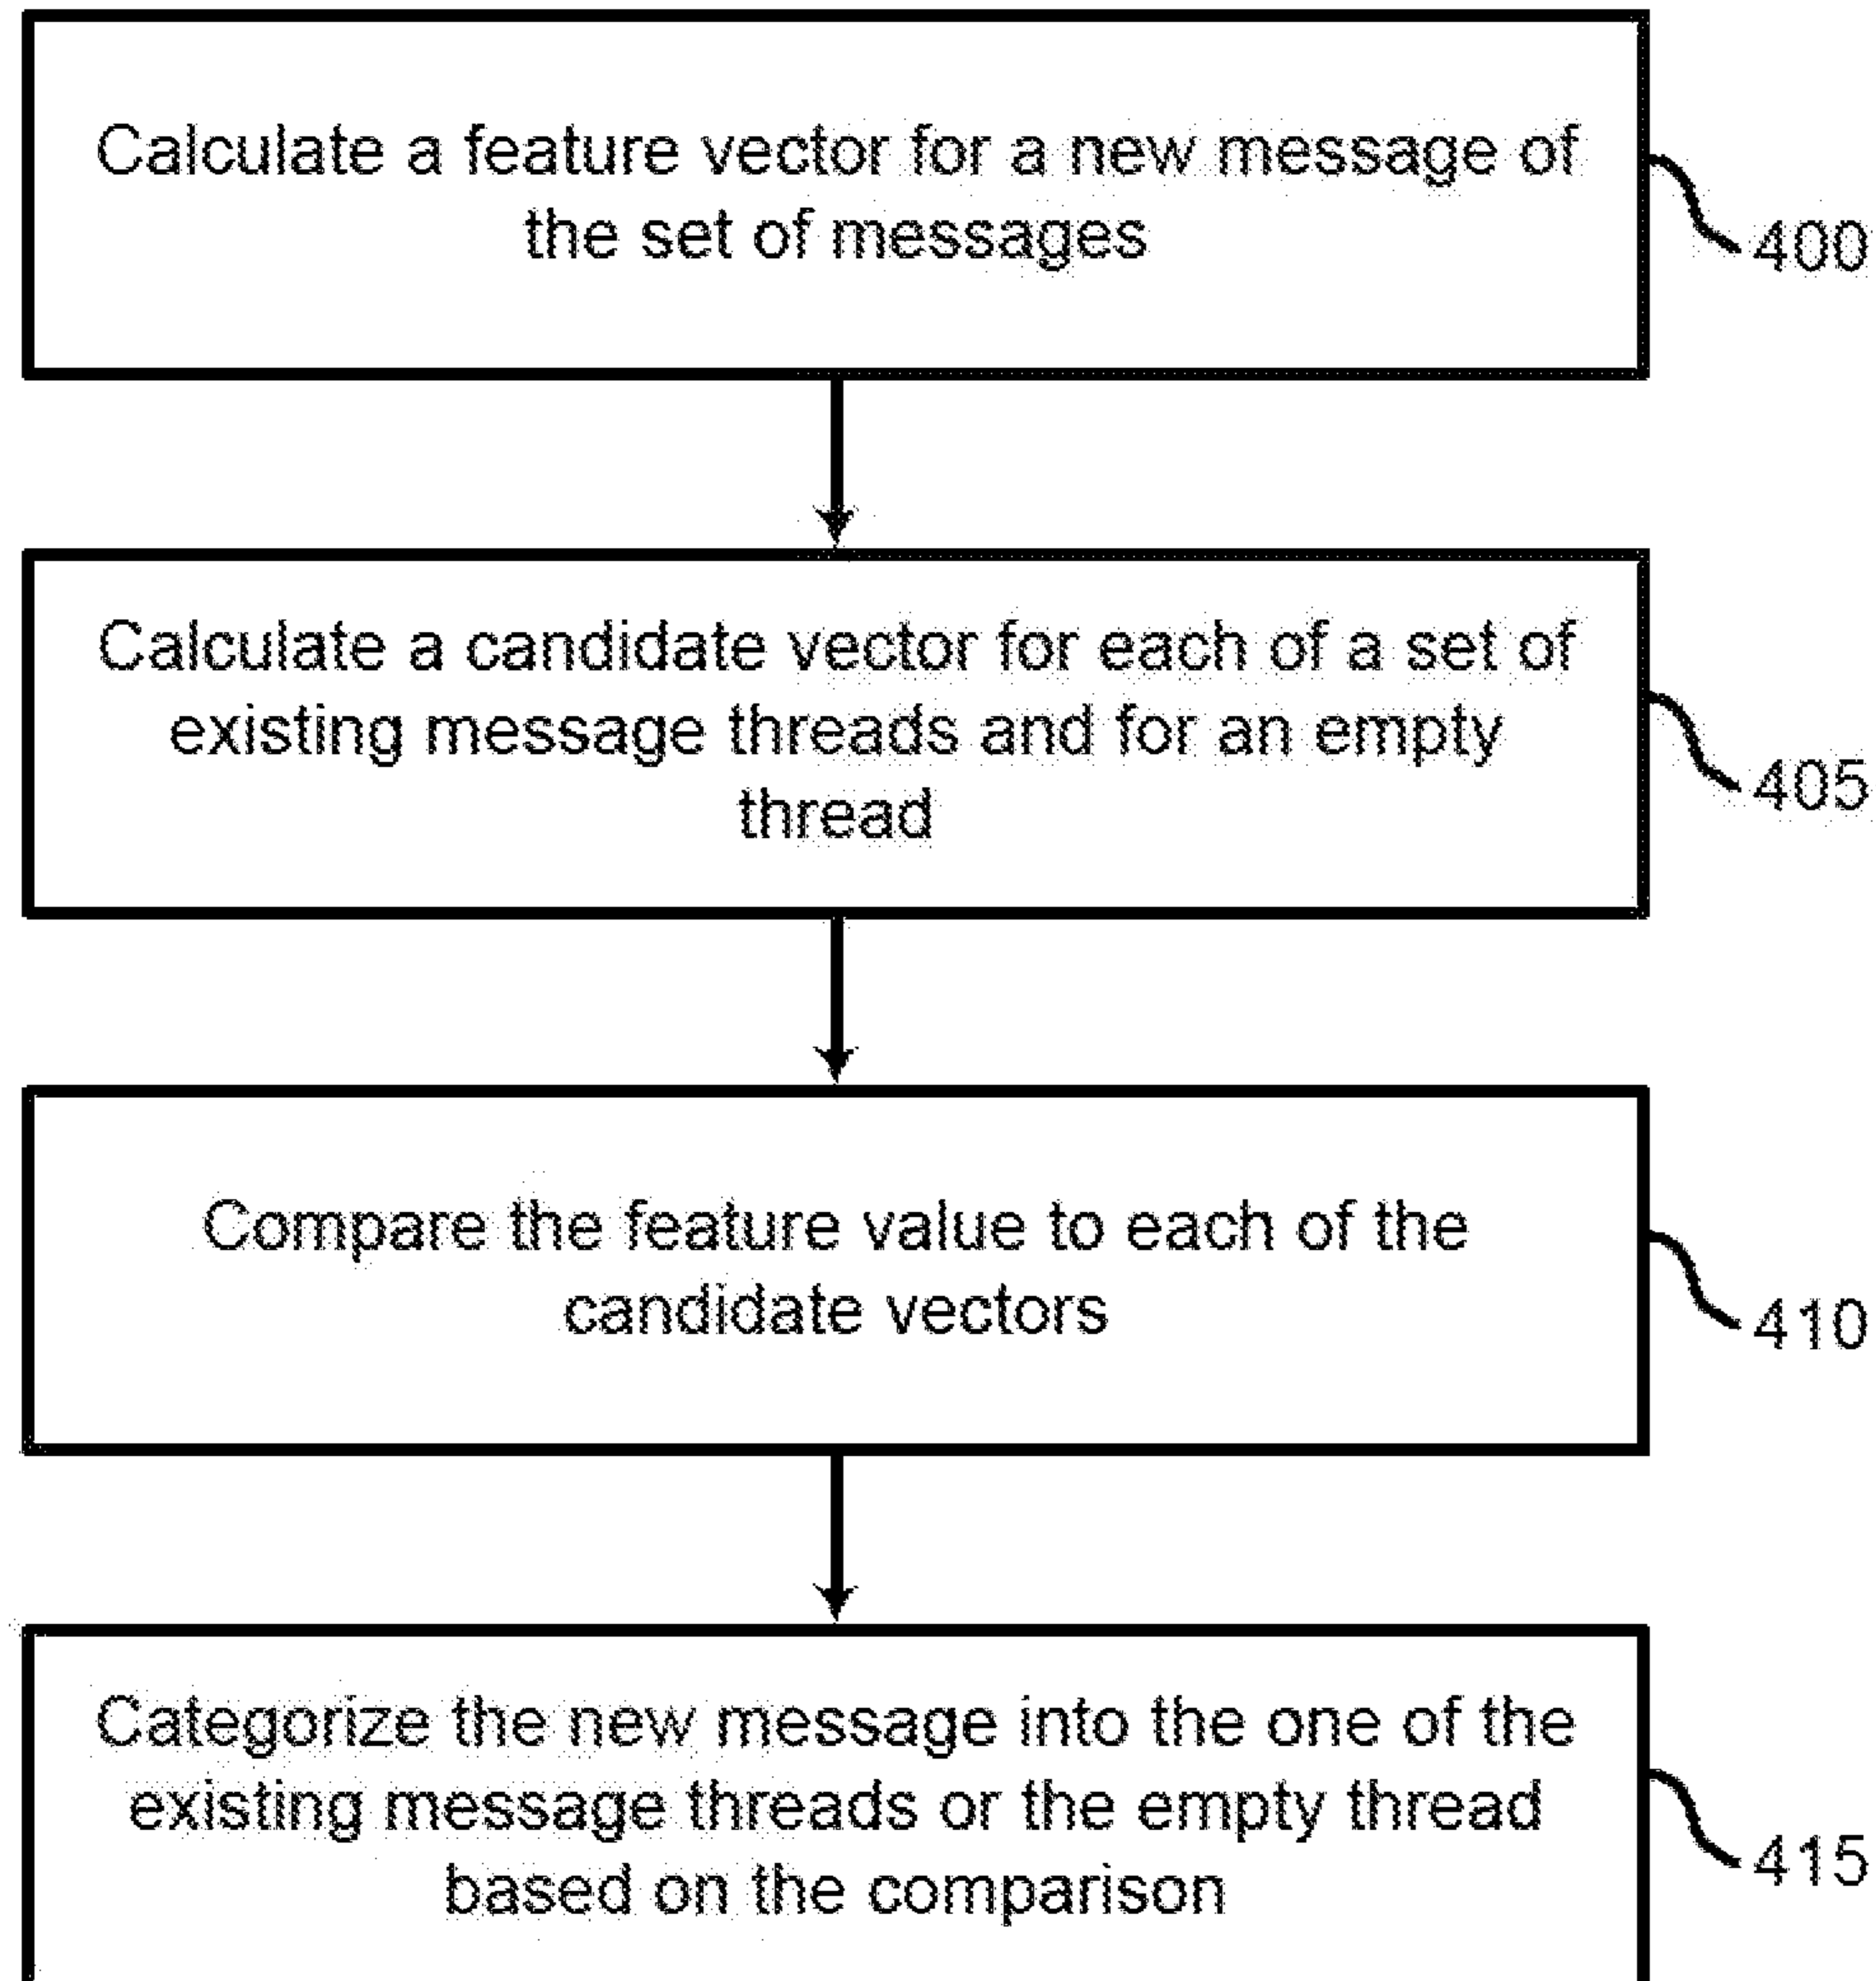 Calculate a feature vector for a new message of
the set of messages
400
Calculate a candidate vector for each of a set of
existing message threads and for an empty
thread
405
Compare the feature value to each of the
candidate vectors
410
Categorize the new message into the one of the
existing message threads or the empty thread
based on the comparison
415